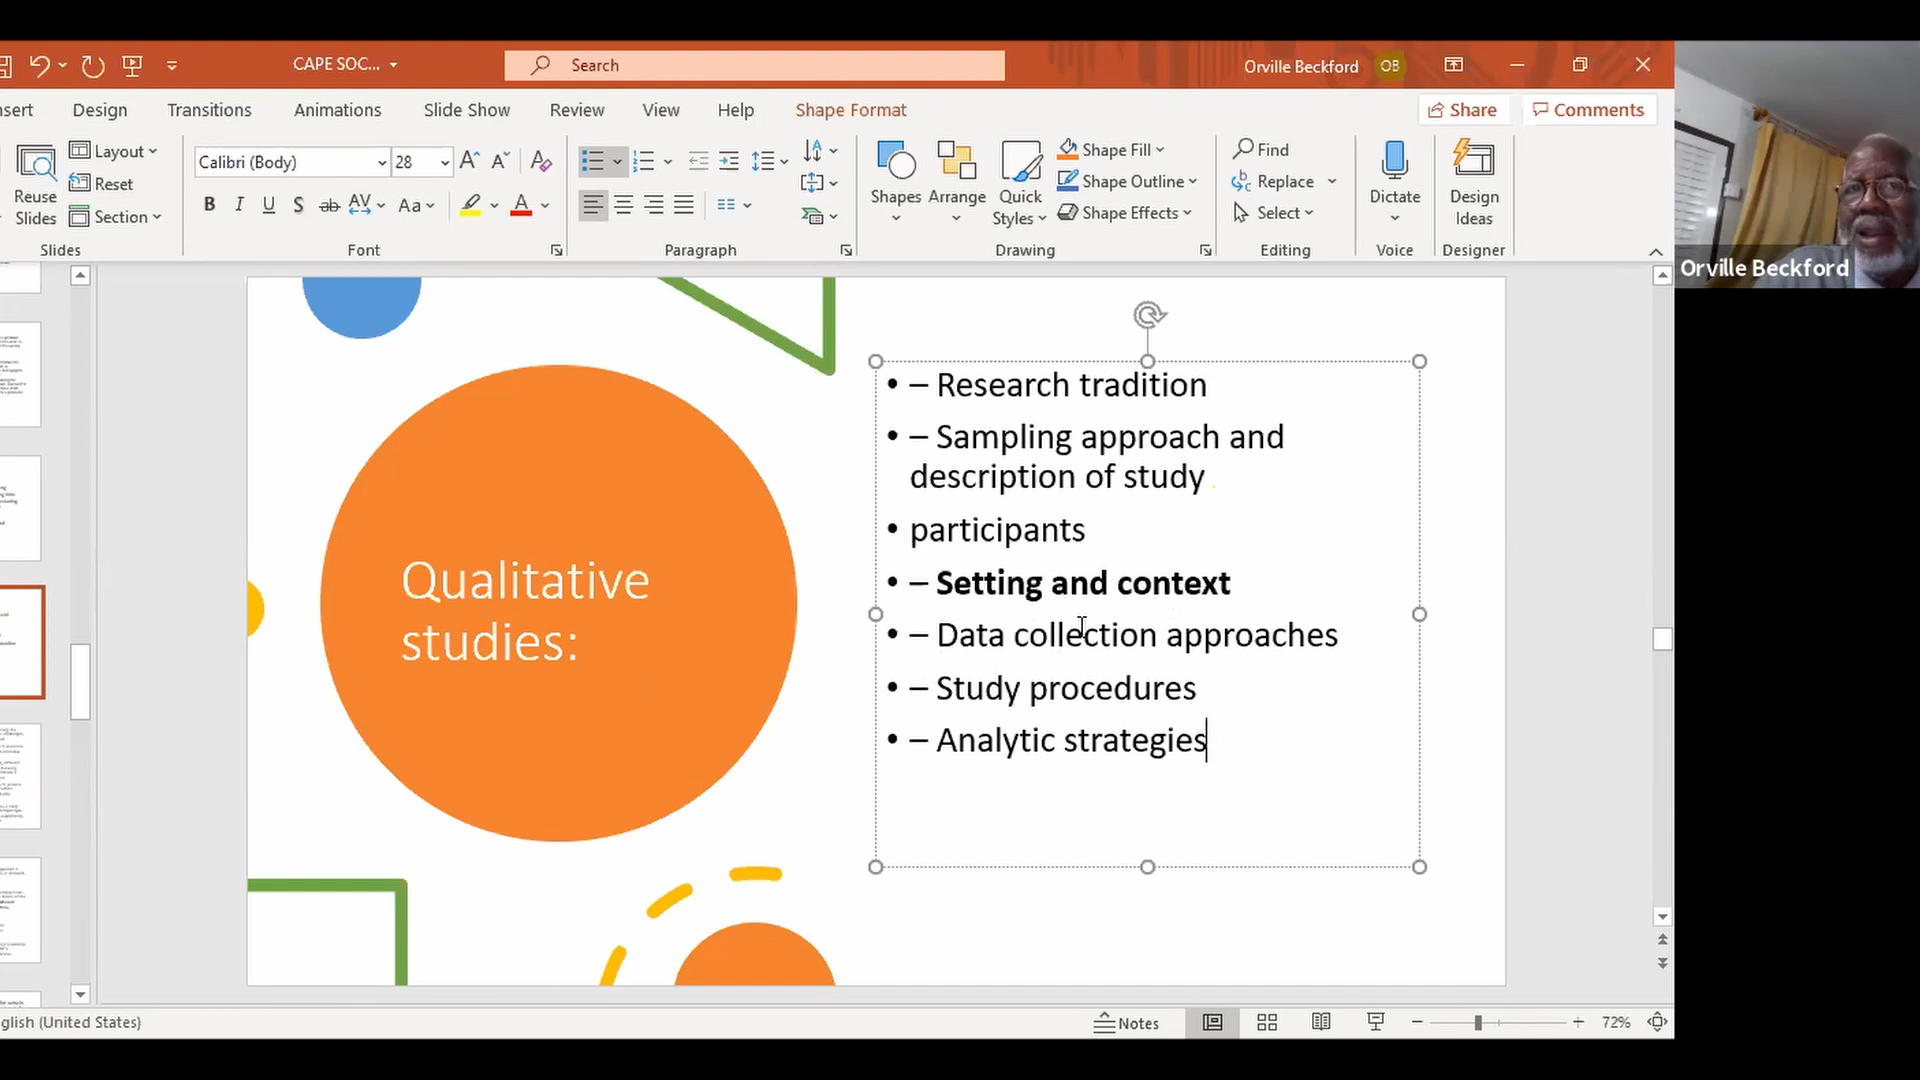 CAPE SOC...
Search
Orville Beckford
OB
nsert
Design
Transitions
Animations
Slide Show
Review
View
Help
Shape Format
Share
Comments
Reuse
Slides
Layout
Reset
Section
Slides
Calibri (Body)
28
Font
Paragraph
Shapes
Arrange
Quick
Styles
Shape Fill
Shape Outline
Shape Effects
Drawing
Find
Replace
Select
Editing
Dictate
Voice
Design
Ideas
Designer
Orville Beckford
Qualitative
studies:
• – Research tradition
• – Sampling approach and
description of study
• participants
• – Setting and context
• – Data collection approaches
• – Study procedures
• – Analytic strategies
glish (United States)
Notes
72%